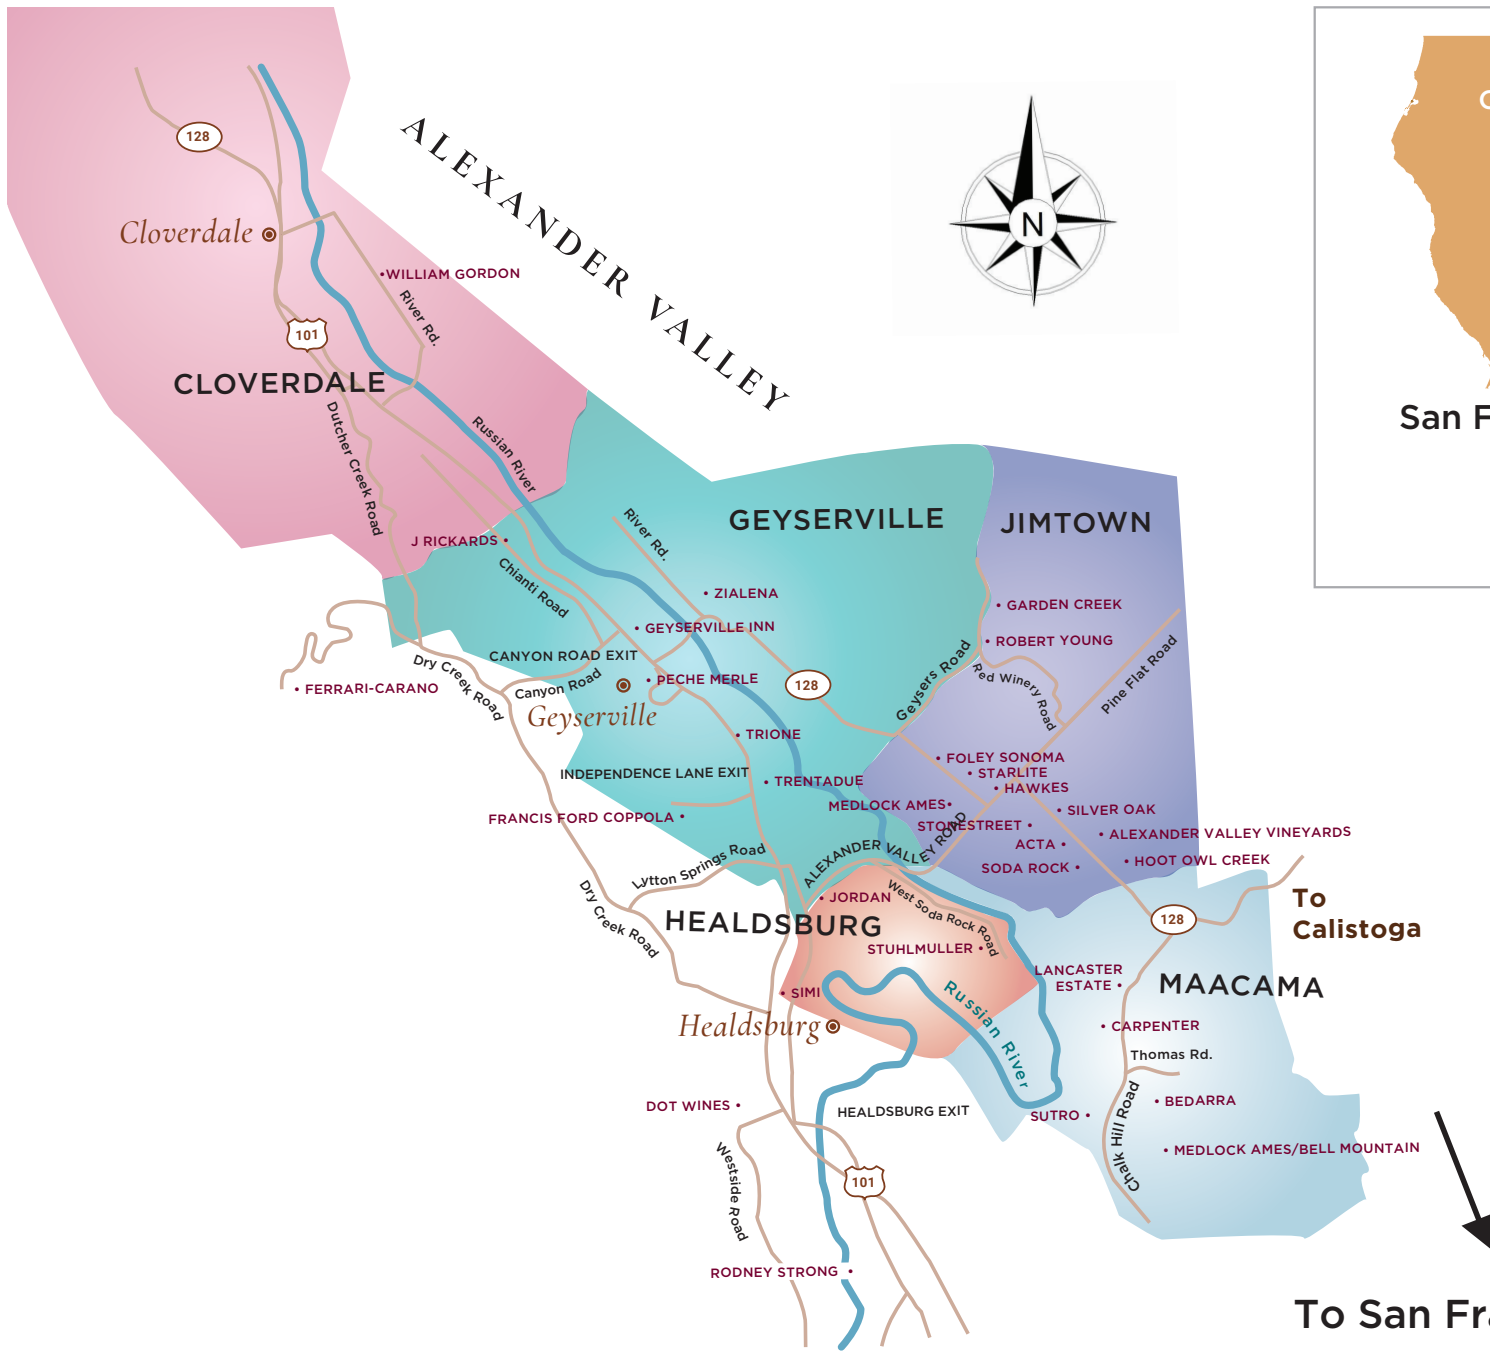 ALEXANDER VALLEY
N
128
Cloverdale
•WILLIAM GORDON
River Rd.
101
CLOVERDALE
Dutcher Creek Road
Russian River
San F
GEYSERVILLE
JIMTOWN
River Rd.
J RICKARDS •
Chianti Road
• ZIALENA
• GARDEN CREEK
• GEYSERVILLE INN
• ROBERT YOUNG
CANYON ROAD EXIT
Geysers Road
Red Winery Road
Pine Flat Road
• FERRARI-CARANO
Dry Creek Road
Canyon Road
• PECHE MERLE
128
Geyserville
• TRIONE
• FOLEY SONOMA
INDEPENDENCE LANE EXIT
• TRENTADUE
• STARLITE
• HAWKES
MEDLOCK AMES•
• SILVER OAK
FRANCIS FORD COPPOLA •
STONESTREET •
• ALEXANDER VALLEY VINEYARDS
ALEXANDER VALLEY ROAD
ACTA •
Lytton Springs Road
SODA ROCK •
• HOOT OWL CREEK
Dry Creek Road
• JORDAN
West Soda Rock Road
HEALDSBURG
128
To
Calistoga
STUHLMULLER •
LANCASTER
ESTATE •
MAACAMA
• SIMI
Russian River
Healdsburg
• CARPENTER
Thomas Rd.
DOT WINES •
HEALDSBURG EXIT
SUTRO •
Chalk Hill Road
• BEDARRA
• MEDLOCK AMES/BELL MOUNTAIN
Westside Road
101
RODNEY STRONG •
To San Fra